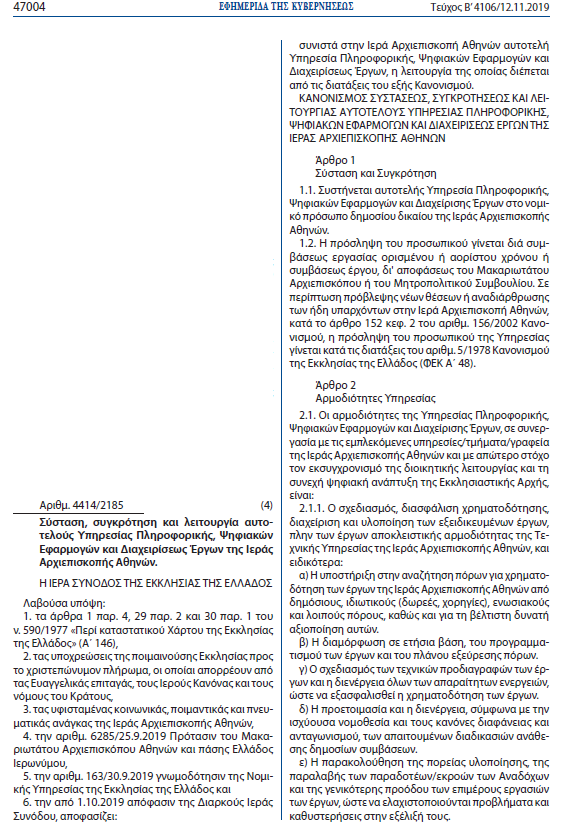 47004
ΕΦΗΜΕΡΙΔΑ ΤΗΣ ΚΥΒΕΡΝΗΣΕΩΣ
Τεύχος Β’ 4106/12.11.2019
Αριθμ. 4414/2185
(4)
Σύσταση, συγκρότηση και λειτουργία αυτο-
τελούς Υπηρεσίας Πληροφορικής, Ψηφιακών
Εφαρμογών και Διαχειρίσεως Έργων της Ιεράς
Αρχιεπισκοπής Αθηνών.
Η ΙΕΡΑ ΣΥΝΟΔΟΣ ΤΗΣ ΕΚΚΛΗΣΙΑΣ ΤΗΣ ΕΛΛΑΔΟΣ
Λαβούσα υπόψη:
1. τα άρθρα 1 παρ. 4, 29 παρ. 2 και 30 παρ. 1 του
ν. 590/1977 «Περί καταστατικού Χάρτου της Εκκλησίας
της Ελλάδος» (Α΄ 146),
2. τας υποχρεώσεις της ποιμαινούσης Εκκλησίας προς
το χριστεπώνυμον πλήρωμα, οι οποίαι απορρέουν από
τας Ευαγγελικάς επιταγάς, τους Ιερούς Κανόνας και τους
νόμους του Κράτους,
3. τας υφισταμένας κοινωνικάς, ποιμαντικάς και πνευ-
ματικάς ανάγκας της Ιεράς Αρχιεπισκοπής Αθηνών,
4. την αριθμ. 6285/25.9.2019 Πρότασιν του Μακα-
ριωτάτου Αρχιεπισκόπου Αθηνών και πάσης Ελλάδος
Ιερωνύμου,
5. την αριθμ. 163/30.9.2019 γνωμοδότησιν της Νομι-
κής Υπηρεσίας της Εκκλησίας της Ελλάδος και
6. την από 1.10.2019 απόφασιν της Διαρκούς Ιεράς
Συνόδου, αποφασίζει:
συνιστά στην Ιερά Αρχιεπισκοπή Αθηνών αυτοτελή
Υπηρεσία Πληροφορικής, Ψηφιακών Εφαρμογών και
Διαχειρίσεως Έργων, η λειτουργία της οποίας διέπεται
από τις διατάξεις του εξής Κανονισμού.
ΚΑΝΟΝΙΣΜΟΣ ΣΥΣΤΑΣΕΩΣ, ΣΥΓΚΡΟΤΗΣΕΩΣ ΚΑΙ ΛΕΙ-
ΤΟΥΡΓΙΑΣ ΑΥΤΟΤΕΛΟΥΣ ΥΠΗΡΕΣΙΑΣ ΠΛΗΡΟΦΟΡΙΚΗΣ,
ΨΗΦΙΑΚΩΝ ΕΦΑΡΜΟΓΩΝ ΚΑΙ ΔΙΑΧΕΙΡΙΣΕΩΣ ΕΡΓΩΝ ΤΗΣ
ΙΕΡΑΣ ΑΡΧΙΕΠΙΣΚΟΠΗΣ ΑΘΗΝΩΝ
Άρθρο 1
Σύσταση και Συγκρότηση
1.1. Συστήνεται αυτοτελής Υπηρεσία Πληροφορικής,
Ψηφιακών Εφαρμογών και Διαχείρισης Έργων στο νομι-
κό πρόσωπο δημοσίου δικαίου της Ιεράς Αρχιεπισκοπής
Αθηνών.
1.2. Η πρόσληψη του προσωπικού γίνεται διά συμ-
βάσεως εργασίας ορισμένου ή αορίστου χρόνου ή
συμβάσεως έργου, δι' αποφάσεως του Μακαριωτάτου
Αρχιεπισκόπου ή του Μητροπολιτικού Συμβουλίου. Σε
περίπτωση πρόβλεψης νέων θέσεων ή αναδιάρθρωσης
των ήδη υπαρχόντων στην Ιερά Αρχιεπισκοπή Αθηνών,
κατά το άρθρο 152 κεφ. 2 του αριθμ. 156/2002 Κανο-
νισμού, η πρόσληψη του προσωπικού της Υπηρεσίας
γίνεται κατά τις διατάξεις του αριθμ. 5/1978 Κανονισμού
της Εκκλησίας της Ελλάδος (ΦΕΚ Α΄ 48).
Άρθρο 2
Αρμοδιότητες Υπηρεσίας
2.1. Οι αρμοδιότητες της Υπηρεσίας Πληροφορικής,
Ψηφιακών Εφαρμογών και Διαχείρισης Έργων, σε συνερ-
γασία με τις εμπλεκόμενες υπηρεσίες/τμήματα/γραφεία
της Ιεράς Αρχιεπισκοπής Αθηνών και με απώτερο στόχο
τον εκσυγχρονισμό της διοικητικής λειτουργίας και τη
συνεχή ψηφιακή ανάπτυξη της Εκκλησιαστικής Αρχής,
είναι:
2.1.1. Ο σχεδιασμός, διασφάλιση χρηματοδότησης,
διαχείριση και υλοποίηση των εξειδικευμένων έργων,
πλην των έργων αποκλειστικής αρμοδιότητας της Τε-
χνικής Υπηρεσίας της Ιεράς Αρχιεπισκοπής Αθηνών, και
ειδικότερα:
α) Η υποστήριξη στην αναζήτηση πόρων για χρηματο-
δότηση των έργων της Ιεράς Αρχιεπισκοπής Αθηνών από
δημόσιους, ιδιωτικούς (δωρεές, χορηγίες), ενωσιακούς
και λοιπούς πόρους, καθώς και για τη βέλτιστη δυνατή
αξιοποίηση αυτών.
β) Η διαμόρφωση σε ετήσια βάση, του προγραμμα-
τισμού των έργων και του πλάνου εξεύρεσης πόρων.
γ) Ο σχεδιασμός των τεχνικών προδιαγραφών των έρ-
γων και η διενέργεια όλων των απαραίτητων ενεργειών,
ώστε να εξασφαλισθεί η χρηματοδότηση των έργων.
δ) Η προετοιμασία και η διενέργεια, σύμφωνα με την
ισχύουσα νομοθεσία και τους κανόνες διαφάνειας και
ανταγωνισμού, των απαιτουμένων διαδικασιών ανάθε-
σης δημοσίων συμβάσεων.
ε) Η παρακολούθηση της πορείας υλοποίησης, της
παραλαβής των παραδοτέων/εκροών των Αναδόχων
και της γενικότερης προόδου των επιμέρους εργασιών
των έργων, ώστε να ελαχιστοποιούνται προβλήματα και
καθυστερήσεις στην εξέλιξή τους.